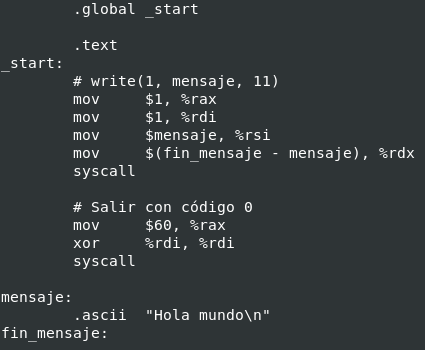 .global _start
.text
_start:
# write(1, mensaje, 11)
mov $1, %rax
mov $1, %rdi
mov $mensaje, %rsi
mov $(fin_mensaje - mensaje), %rdx
syscall
# Salir con código 0
mov $60, %rax
xor %rdi, %rdi
syscall
mensaje:
.ascii "Hola mundo\n"
fin_mensaje: